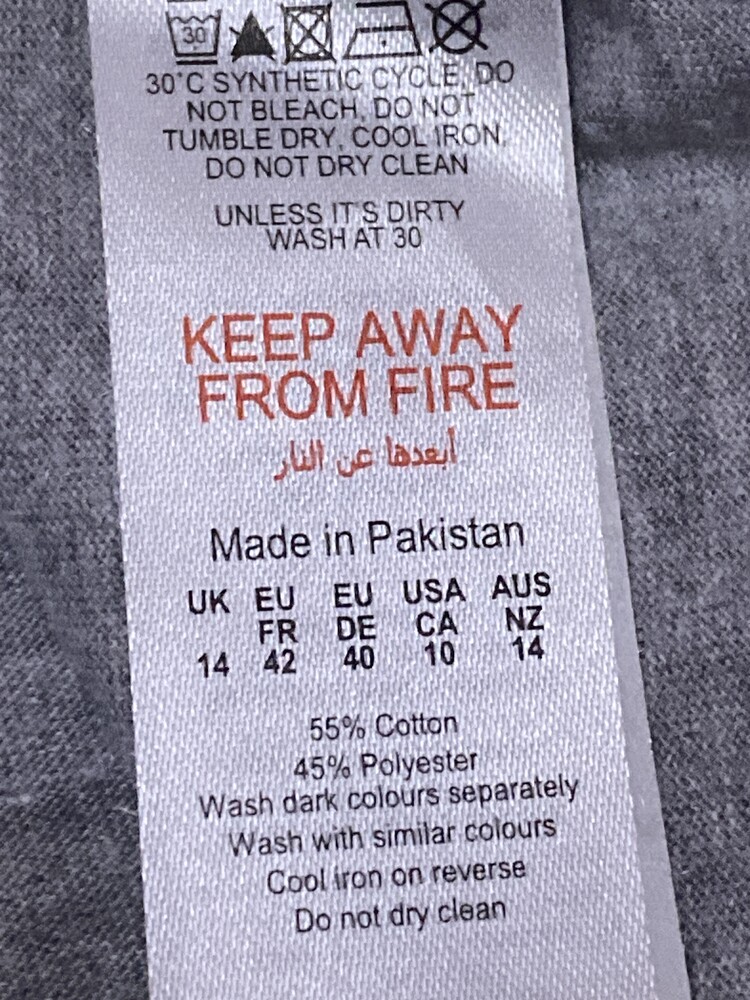 30
30°C SYNTHETIC CYCLE, DO
NOT BLEACH, DO NOT
TUMBLE DRY, COOL IRON,
DO NOT DRY CLEAN
UNLESS IT'S DIRTY
WASH AT 30
KEEP AWAY
FROM FIRE
أبعدها عن النار
Made in Pakistan
UK EU EU USA AUS
FR DE CA NZ
14 42 40 10 14
55% Cotton
45% Polyester
Wash dark colours separately
Wash with similar colours
Cool iron on reverse
Do not dry clean